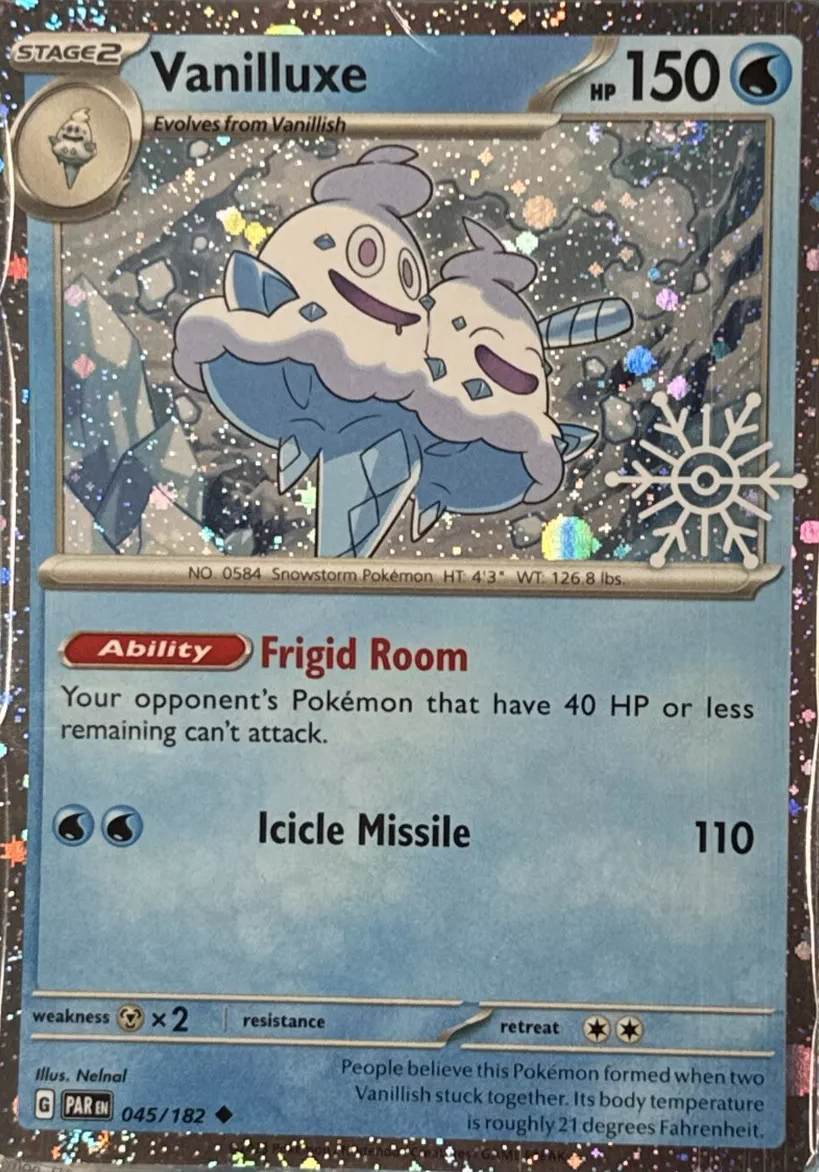 STAGE2
Vanilluxe
HP 150
Evolves from Vanillish
NO. 0584 Snowstorm Pokémon HT: 4'3" WT: 126.8 lbs.
Ability Frigid Room
Your opponent's Pokémon that have 40 HP or less
remaining can't attack.
Icicle Missile 110
weakness ×2 resistance retreat
Illus. Nelnal
G PAR EN 045/182
People believe this Pokémon formed when two
Vanillish stuck together. Its body temperature
is roughly 21 degrees Fahrenheit.